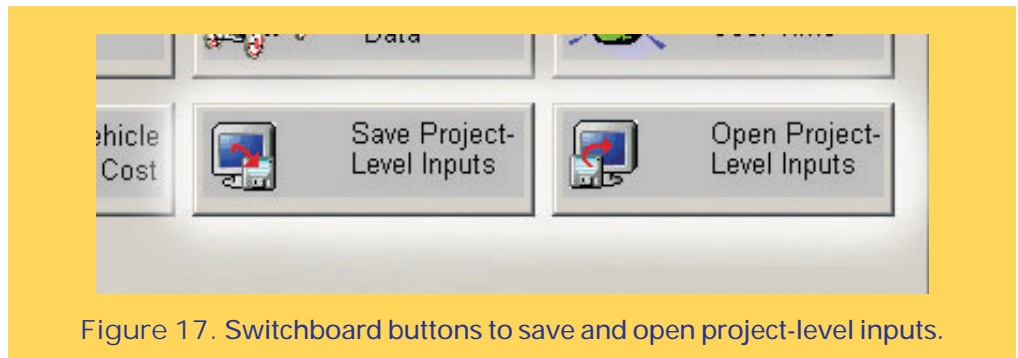 Data
ehicle
Cost
Save Project-
Level Inputs
Open Project-
Level Inputs
Figure 17. Switchboard buttons to save and open project-level inputs.